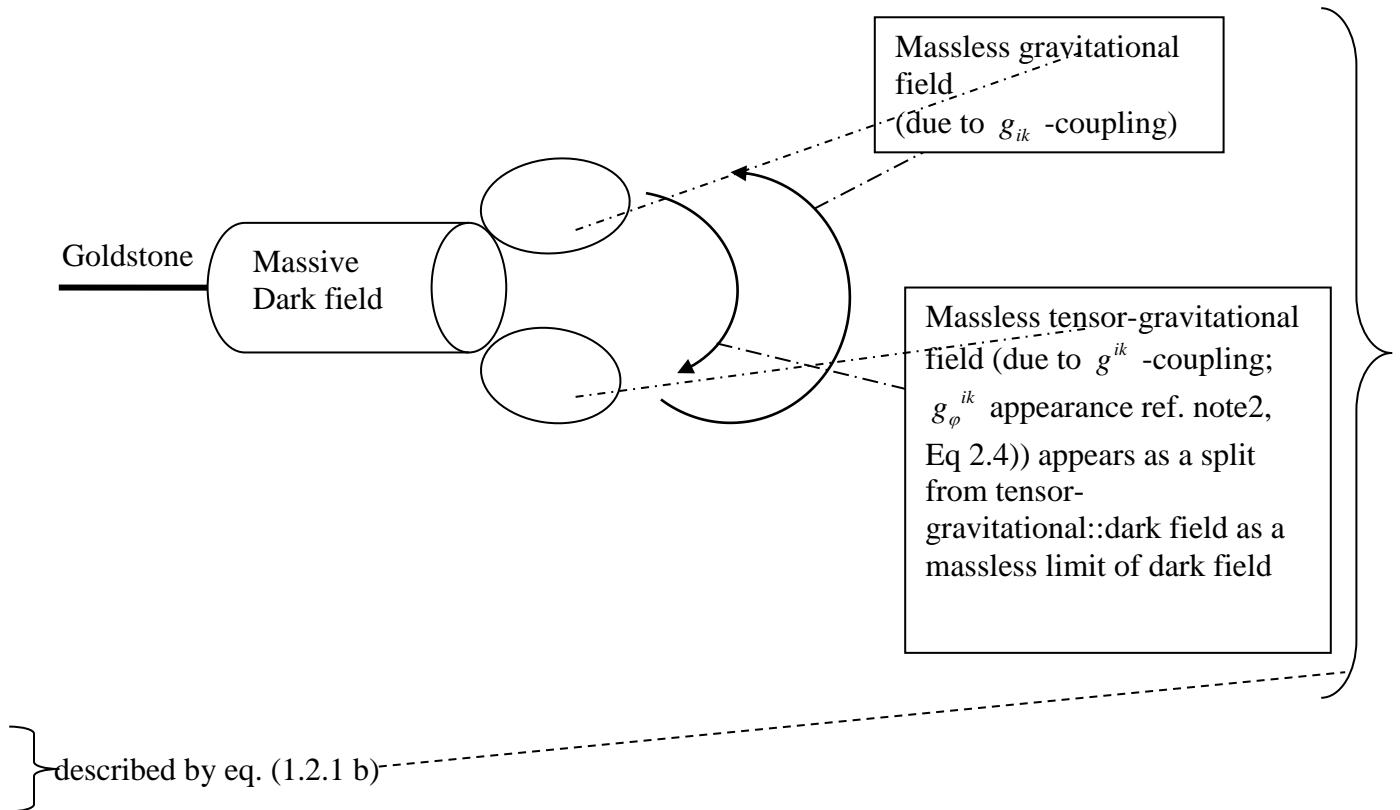 Massless gravitational
field
(due to g_{ik} -coupling)
Goldstone
Massive
Dark field
Massless tensor-gravitational
field (due to g^{ik} -coupling;
g_φ^{ik} appearance ref. note2,
Eq 2.4)) appears as a split
from tensor-
gravitational::dark field as a
massless limit of dark field
described by eq. (1.2.1 b)